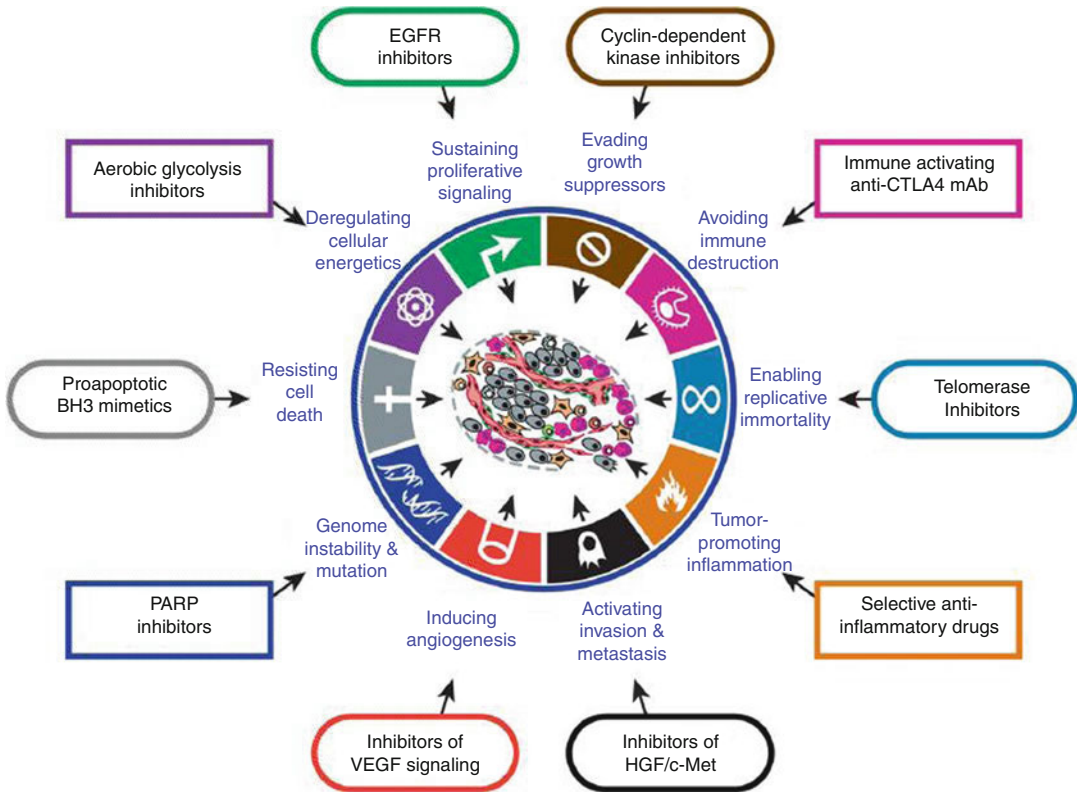 EGFR
inhibitors
Cyclin-dependent
kinase inhibitors
Aerobic glycolysis
inhibitors
Sustaining
proliferative
signaling
Evading
growth
suppressors
Immune activating
anti-CTLA4 mAb
Deregulating
cellular
energetics
Avoiding
immune
destruction
Proapoptotic
BH3 mimetics
Resisting
cell
death
Enabling
replicative
immortality
Telomerase
Inhibitors
Genome
instability &
mutation
Tumor-
promoting
inflammation
PARP
inhibitors
Inducing
angiogenesis
Activating
invasion &
metastasis
Selective anti-
inflammatory drugs
Inhibitors of
VEGF signaling
Inhibitors of
HGF/c-Met